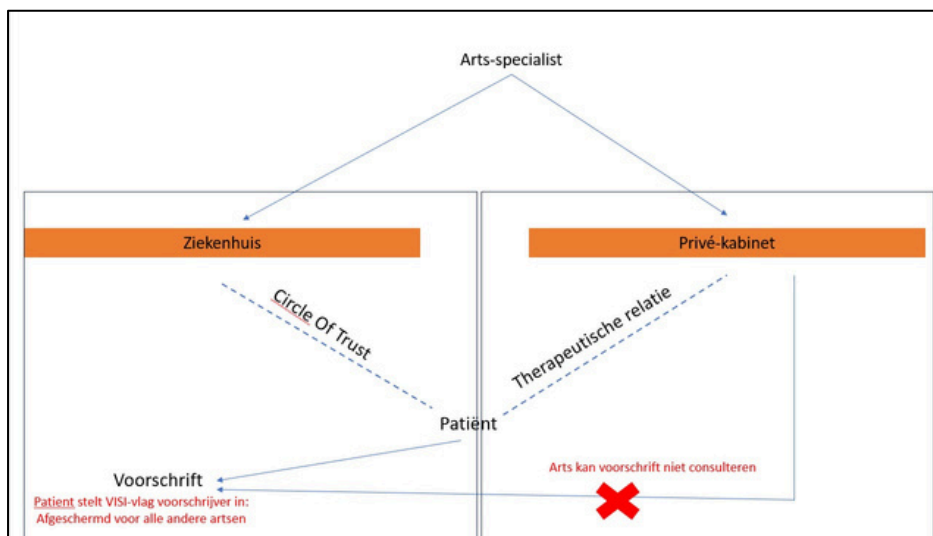 Arts-specialist
Ziekenhuis
Privé-kabinet
Circle Of Trust
Therapeutische relatie
Patiënt
Arts kan voorschrift niet consulteren
Voorschrift
Patient stelt VISI-vlag voorschrijver in:
Afgeschermd voor alle andere artsen